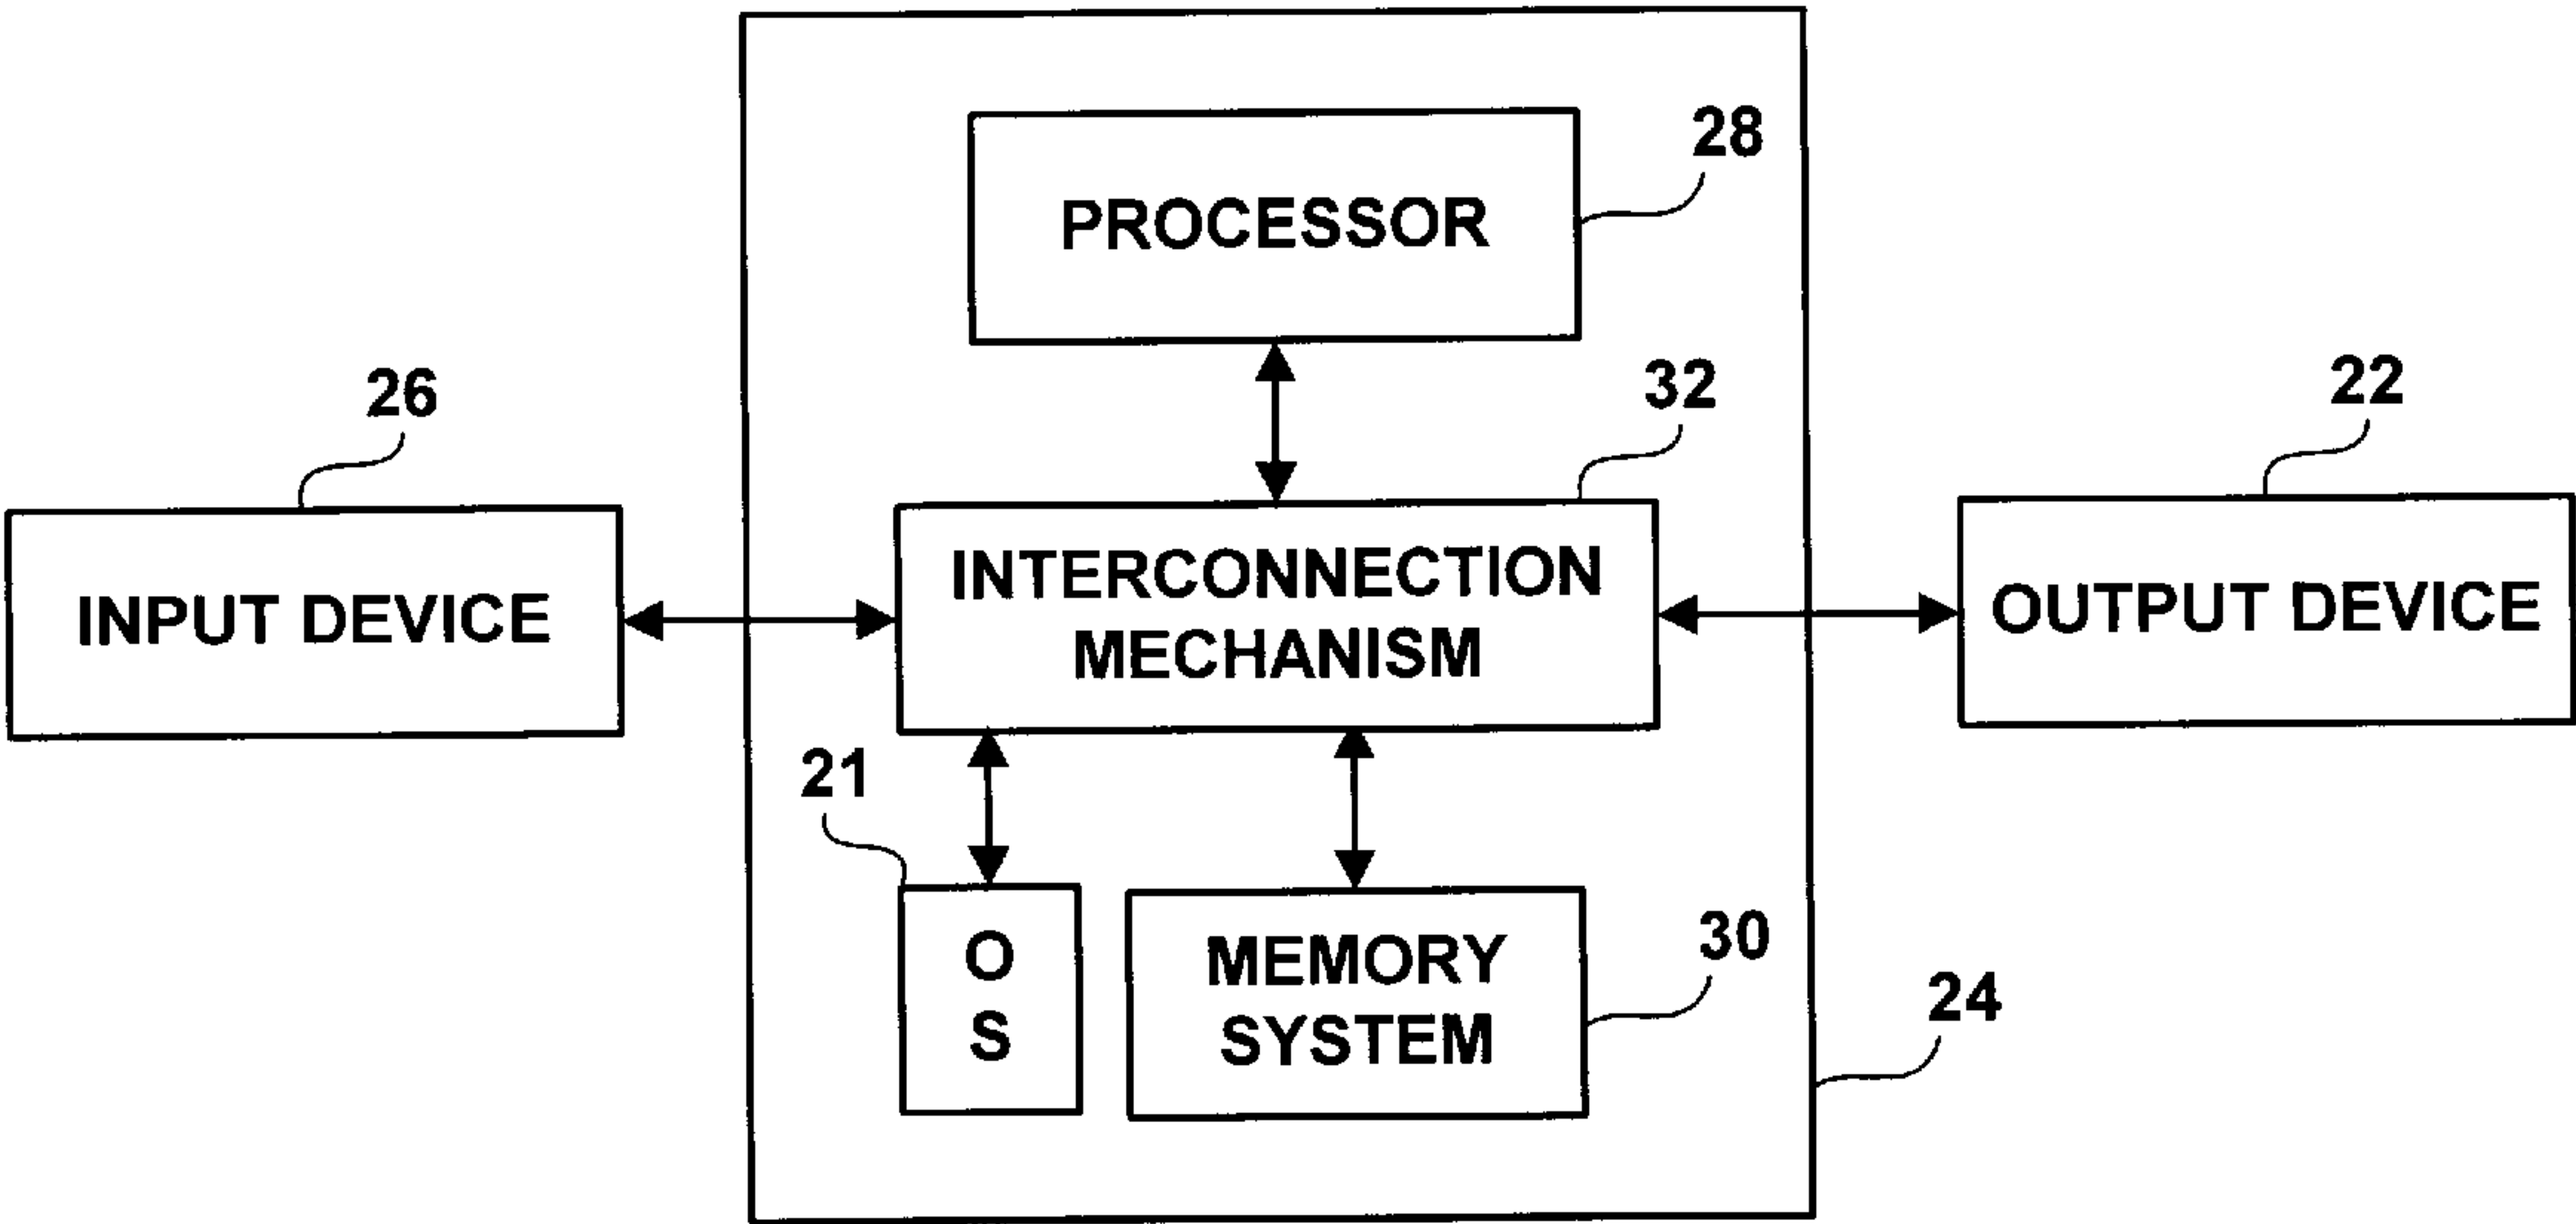 28
PROCESSOR
32
26
22
INPUT DEVICE
INTERCONNECTION
MECHANISM
OUTPUT DEVICE
21
O
S
MEMORY
SYSTEM
30
24